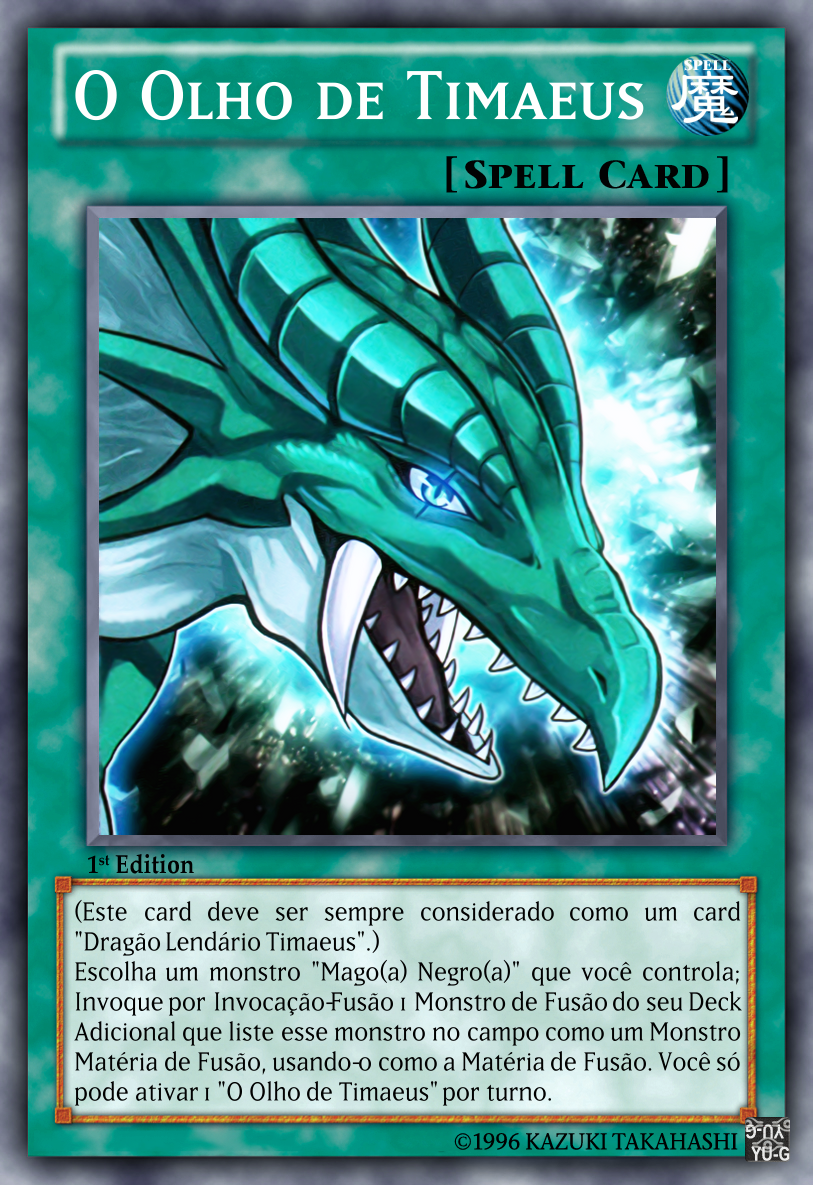 O Olho de Timaeus
SPELL
魔
[Spell Card]
1st Edition
(Este card deve ser sempre considerado como um card
"Dragão Lendário Timaeus".)
Escolha um monstro "Mago(a) Negro(a)" que você controla;
Invoque por Invocação-Fusão 1 Monstro de Fusão do seu Deck
Adicional que liste esse monstro no campo como um Monstro
Matéria de Fusão, usando-o como a Matéria de Fusão. Você só
pode ativar 1 "O Olho de Timaeus" por turno.
©1996 KAZUKI TAKAHASHI
YU-G
YU-G